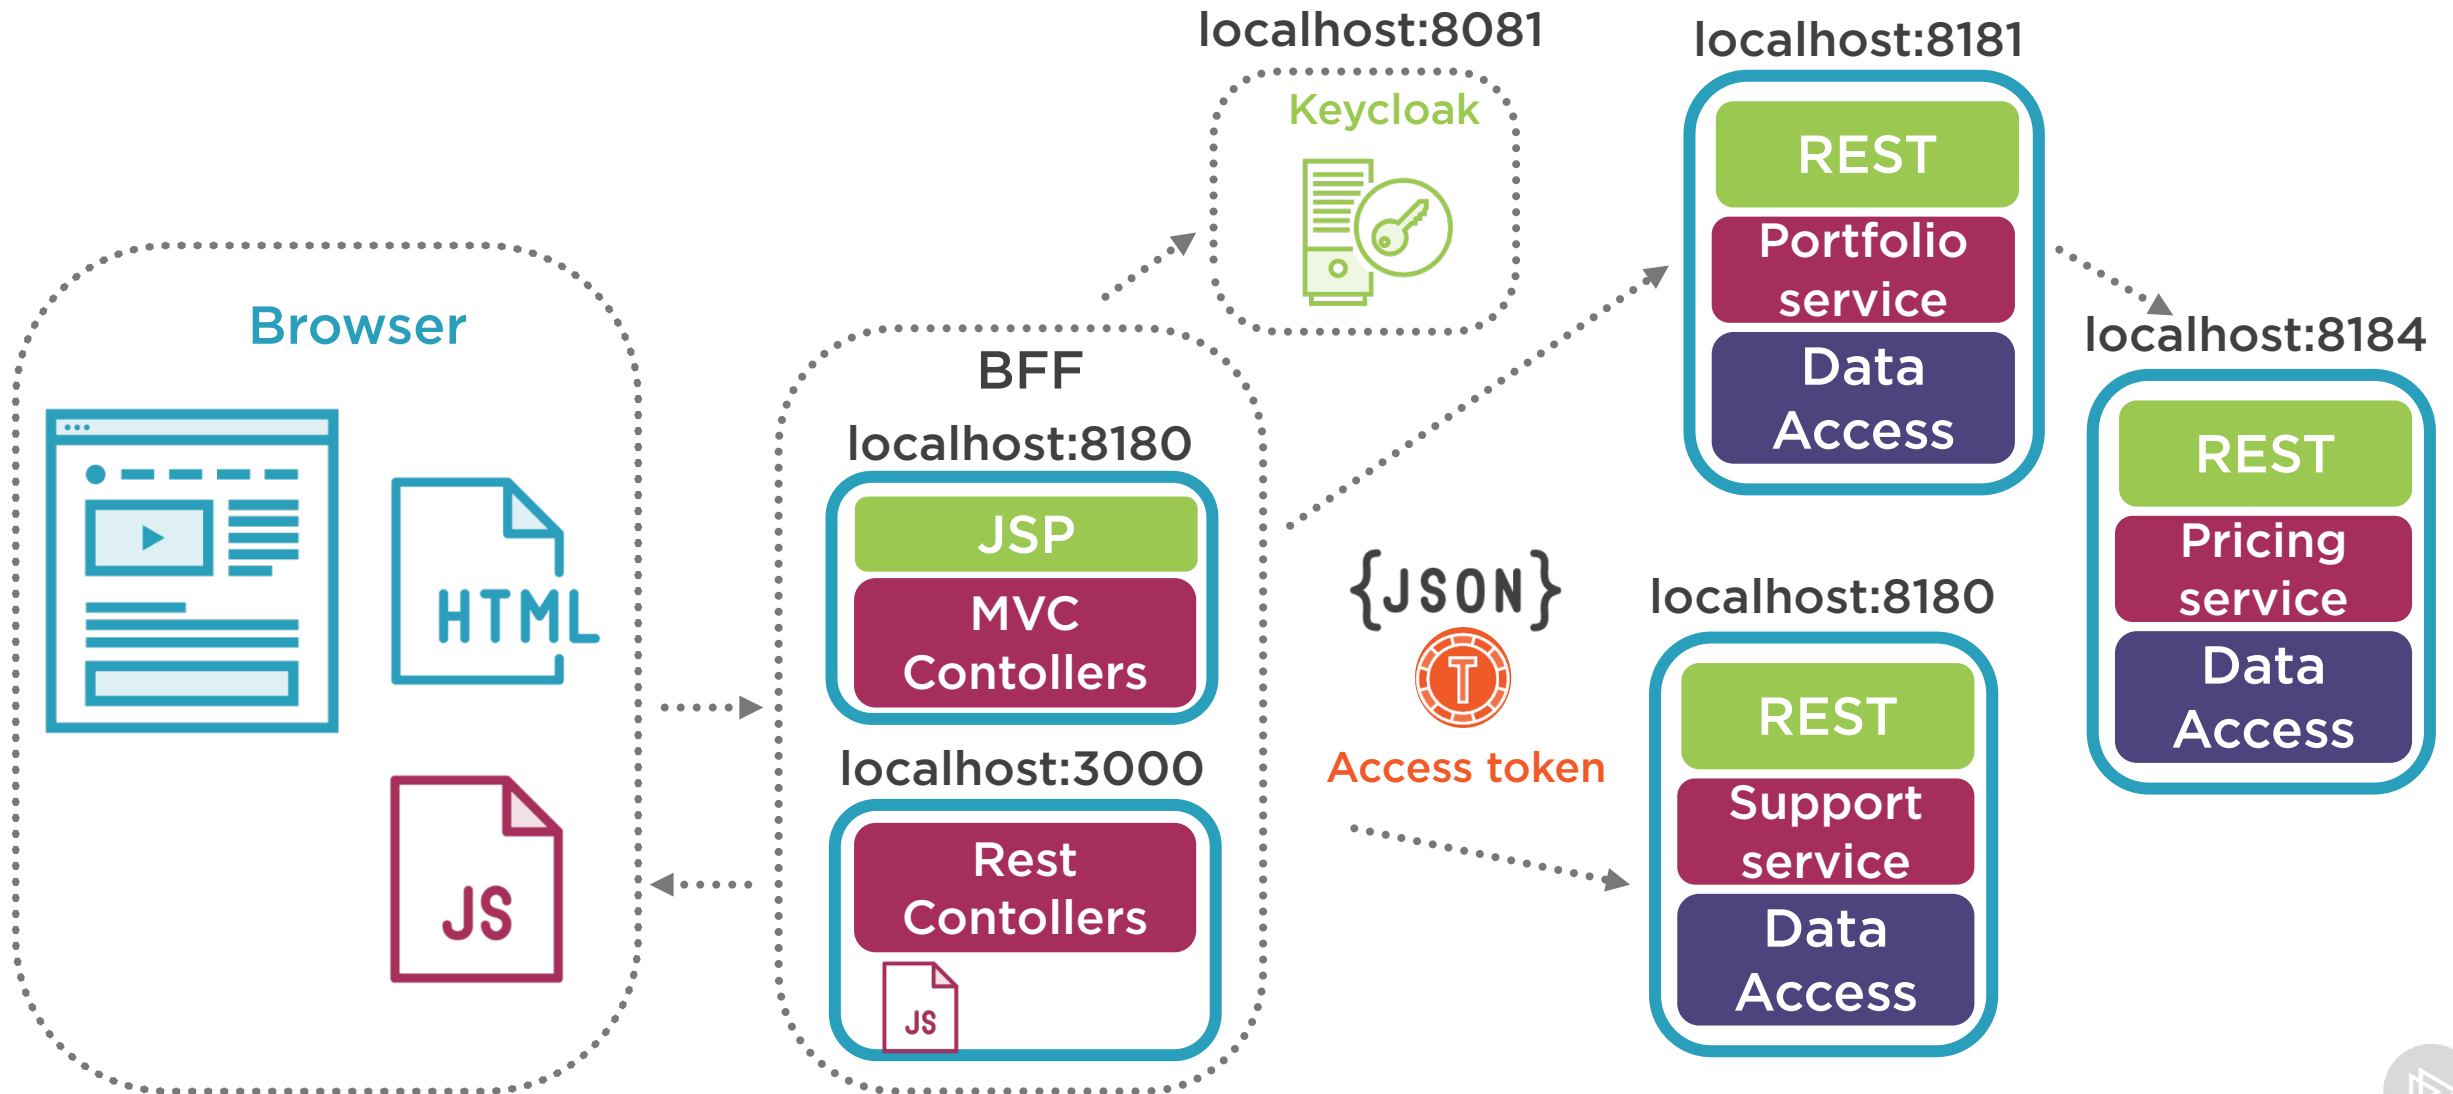 localhost:8081
Keycloak
localhost:8181
REST
Portfolio
service
Data
Access
localhost:8184
REST
Pricing
service
Data
Access
Browser
HTML
JS
BFF
localhost:8180
JSP
MVC
Contollers
localhost:3000
Rest
Contollers
JS
{JSON}
T
Access token
localhost:8180
REST
Support
service
Data
Access